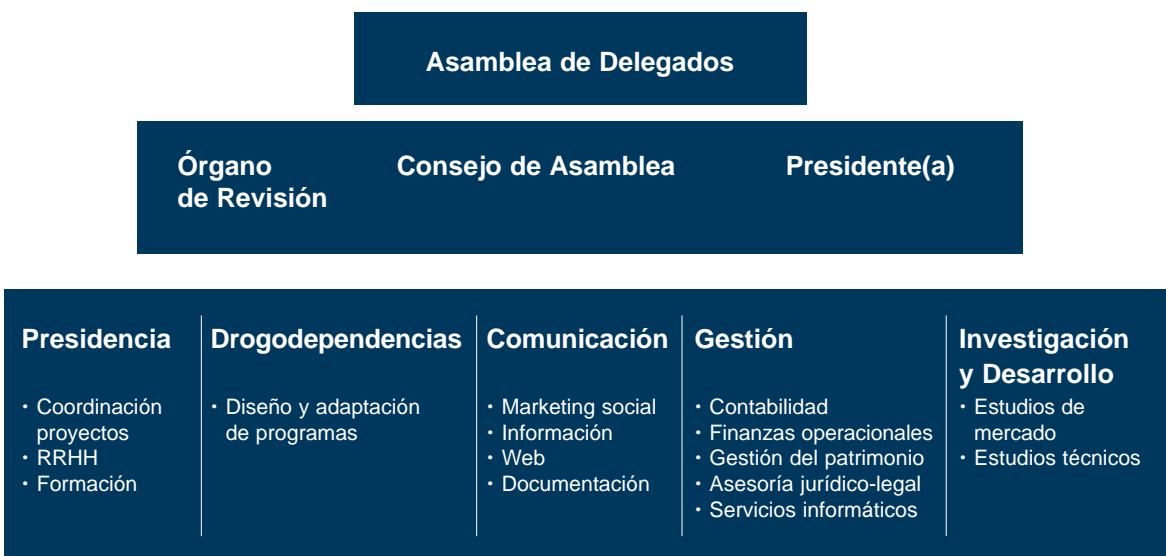 Asamblea de Delegados
Órgano
de Revisión
Consejo de Asamblea
Presidente(a)
Presidencia
· Coordinación
proyectos
· RRHH
· Formación
Drogodependencias
· Diseño y adaptación
de programas
Comunicación
· Marketing social
· Información
· Web
· Documentación
Gestión
· Contabilidad
· Finanzas operacionales
· Gestión del patrimonio
· Asesoría jurídico-legal
· Servicios informáticos
Investigación
y Desarrollo
· Estudios de
mercado
· Estudios técnicos